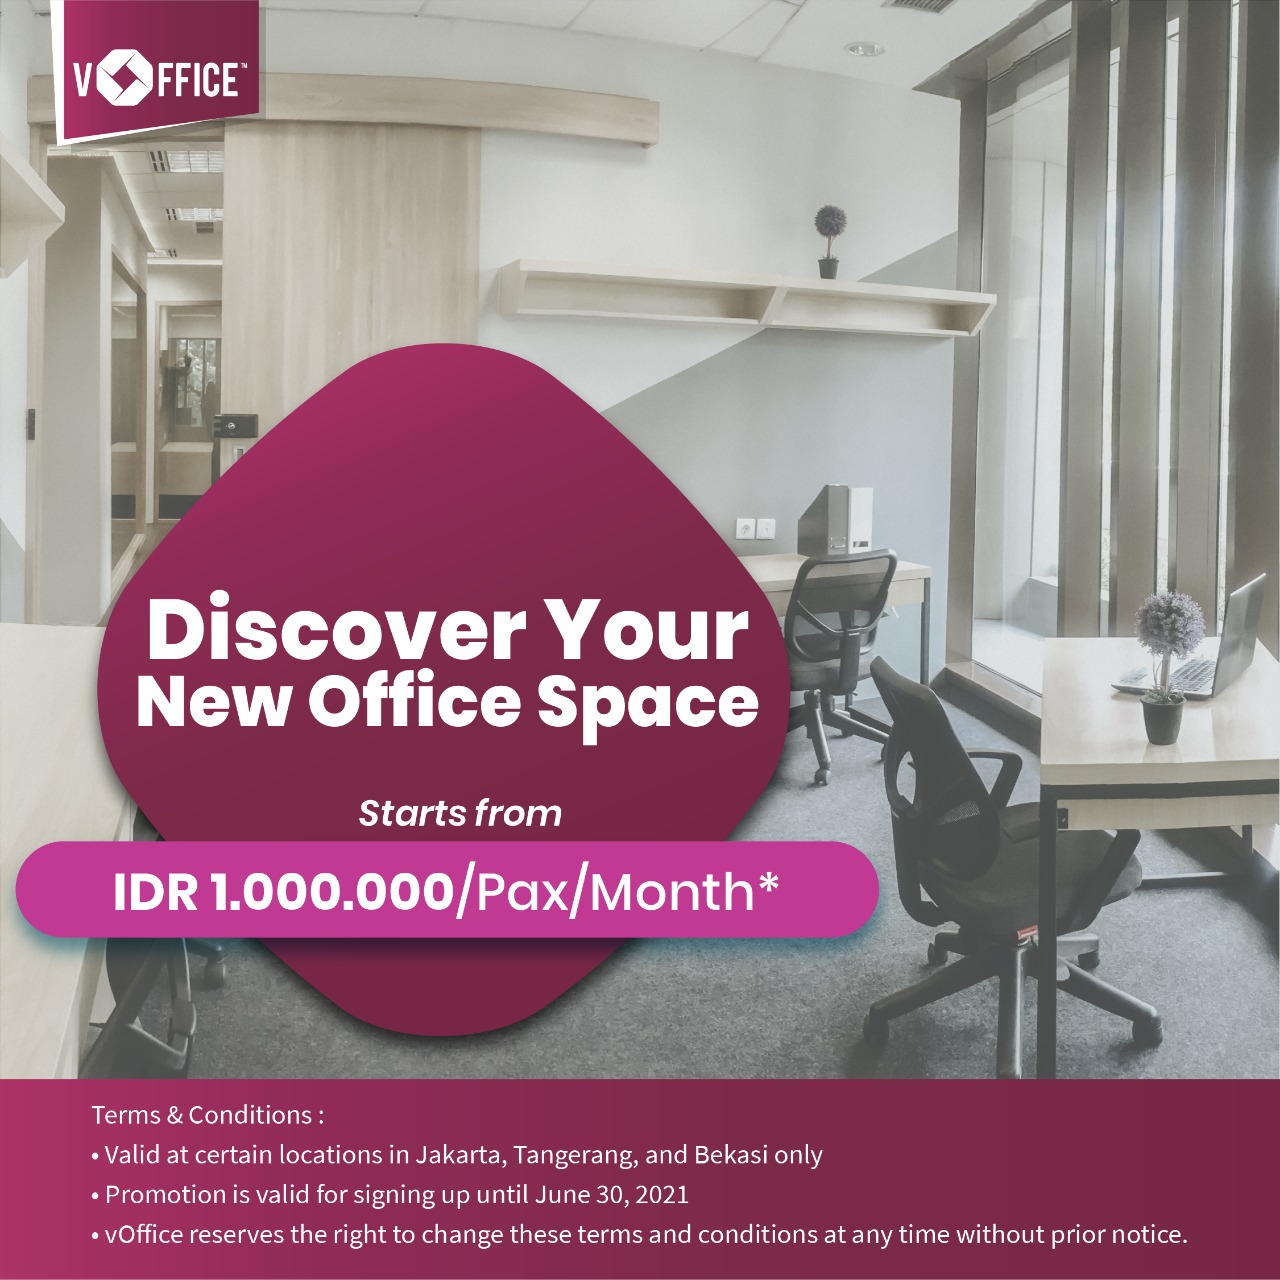 VOFFICE™
Discover Your
New Office Space
Starts from
IDR 1.000.000/Pax/Month*
Terms & Conditions :
• Valid at certain locations in Jakarta, Tangerang, and Bekasi only
• Promotion is valid for signing up until June 30, 2021
• vOffice reserves the right to change these terms and conditions at any time without prior notice.